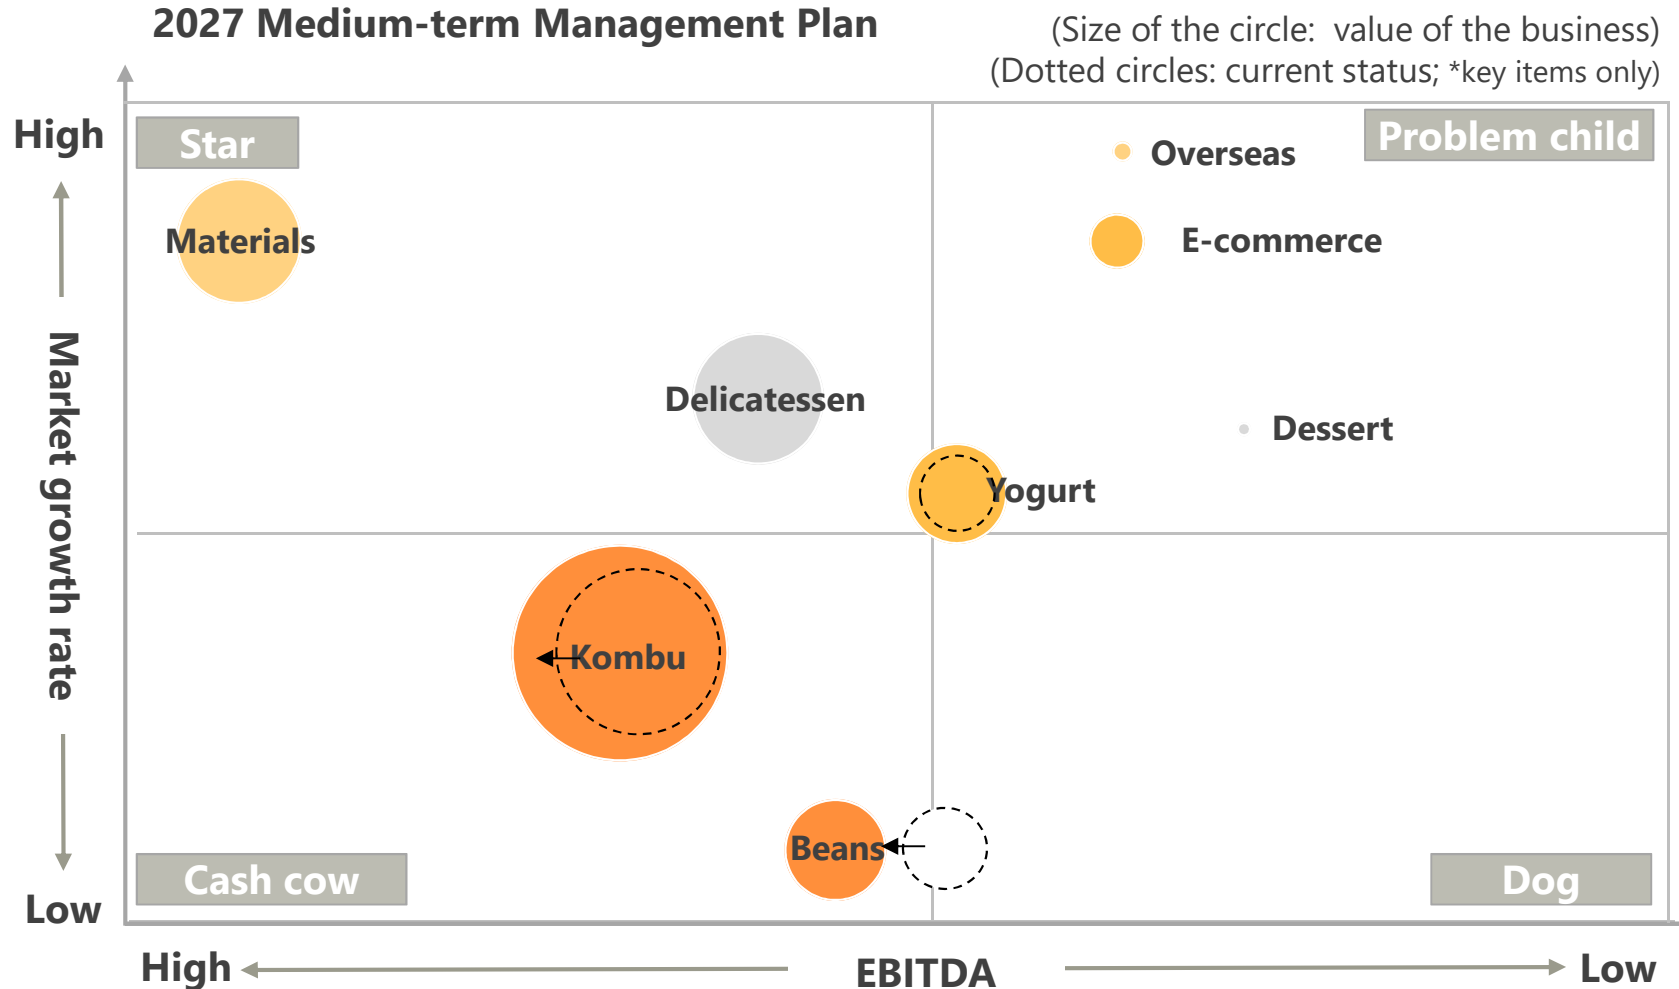 2027 Medium-term Management Plan
(Size of the circle: value of the business)
(Dotted circles: current status; *key items only)
High
Star
Problem child
Overseas
Materials
E-commerce
Market growth rate
Delicatessen
Dessert
Yogurt
Kombu
Beans
Cash cow
Dog
Low
High
EBITDA
Low